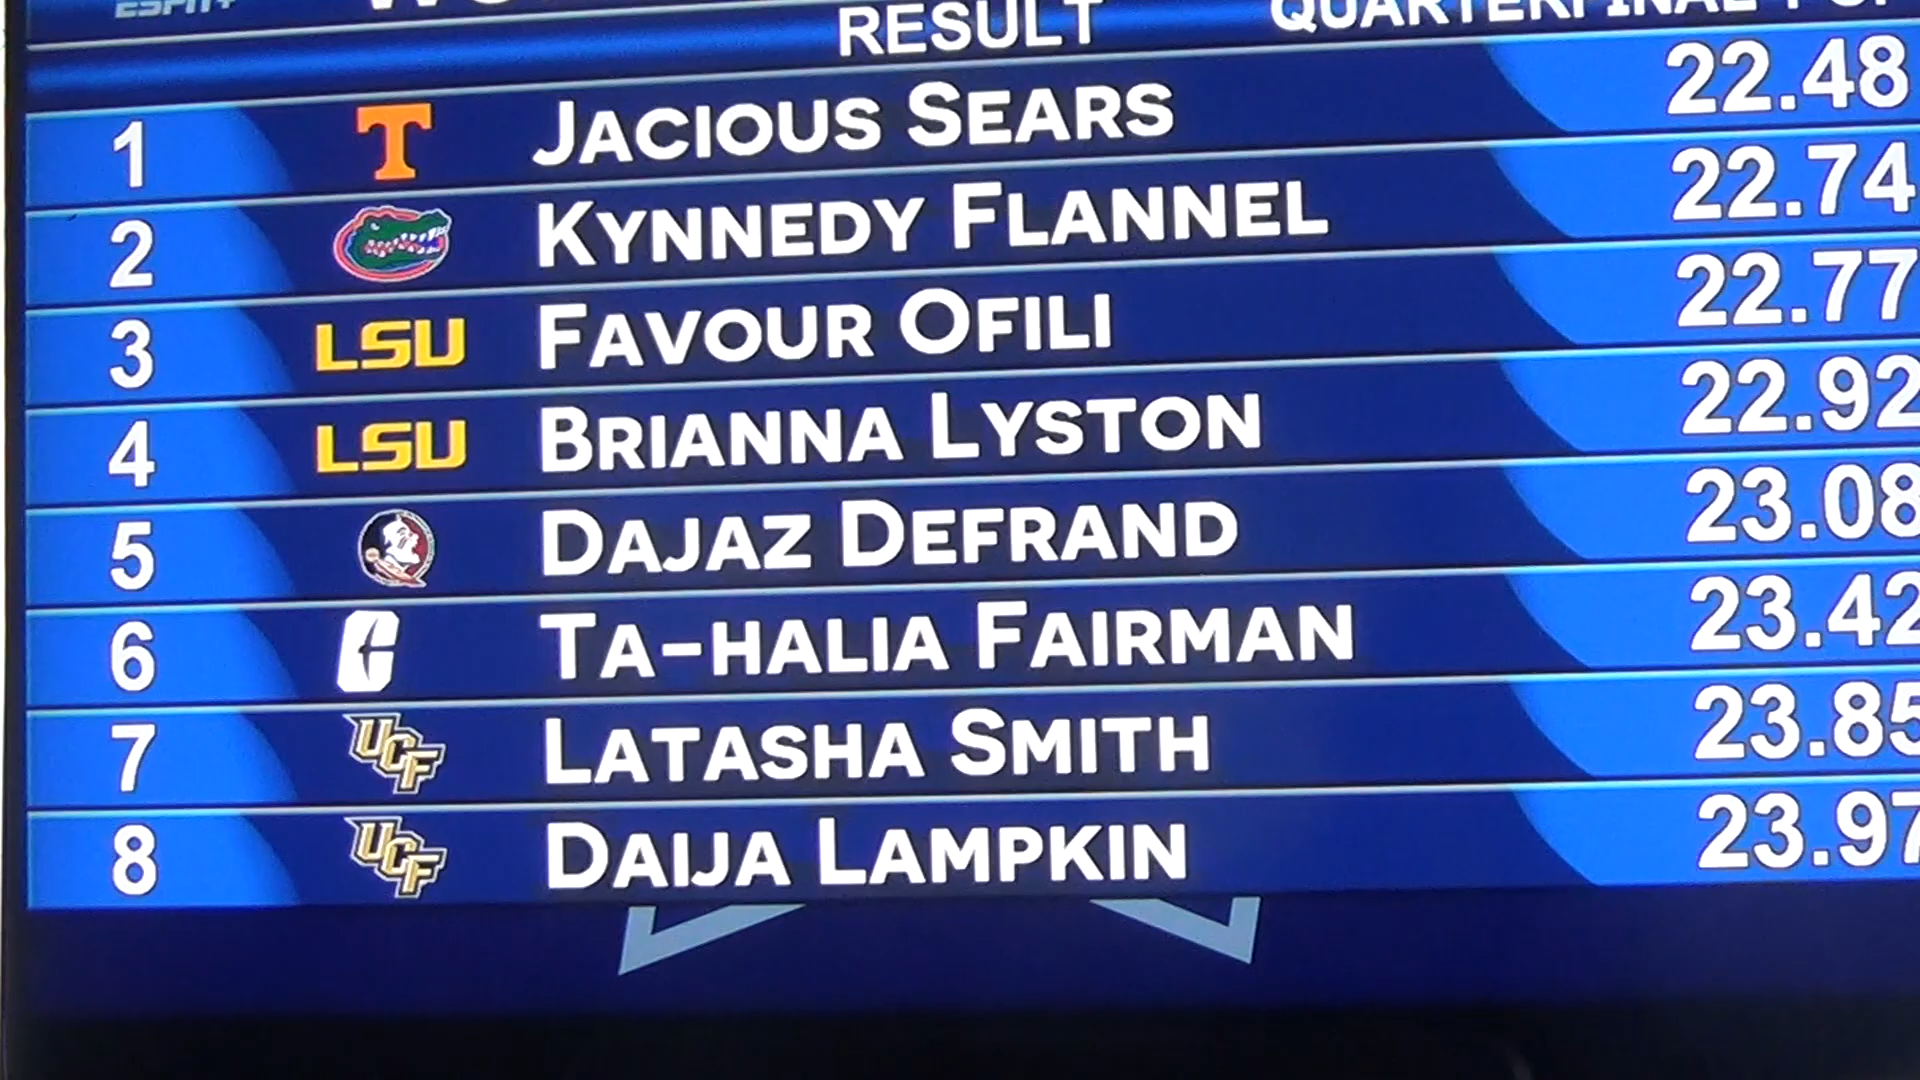 ESPN+
RESULT
QUARTERFINAL
1 T JACIOUS SEARS 22.48
2 KYNNEDY FLANNEL 22.74
3 LSU FAVOUR OFILI 22.77
4 LSU BRIANNA LYSTON 22.92
5 DAJAZ DEFRAND 23.08
6 C TA-HALIA FAIRMAN 23.42
7 UCF LATASHA SMITH 23.85
8 UCF DAIJA LAMPKIN 23.97